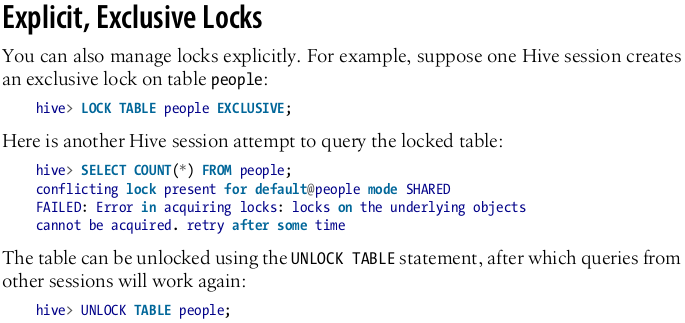 Explicit, Exclusive Locks
You can also manage locks explicitly. For example, suppose one Hive session creates
an exclusive lock on table people:
hive> LOCK TABLE people EXCLUSIVE;
Here is another Hive session attempt to query the locked table:
hive> SELECT COUNT(*) FROM people;
conflicting lock present for default@people mode SHARED
FAILED: Error in acquiring locks: locks on the underlying objects
cannot be acquired. retry after some time
The table can be unlocked using the UNLOCK TABLE statement, after which queries from
other sessions will work again:
hive> UNLOCK TABLE people;